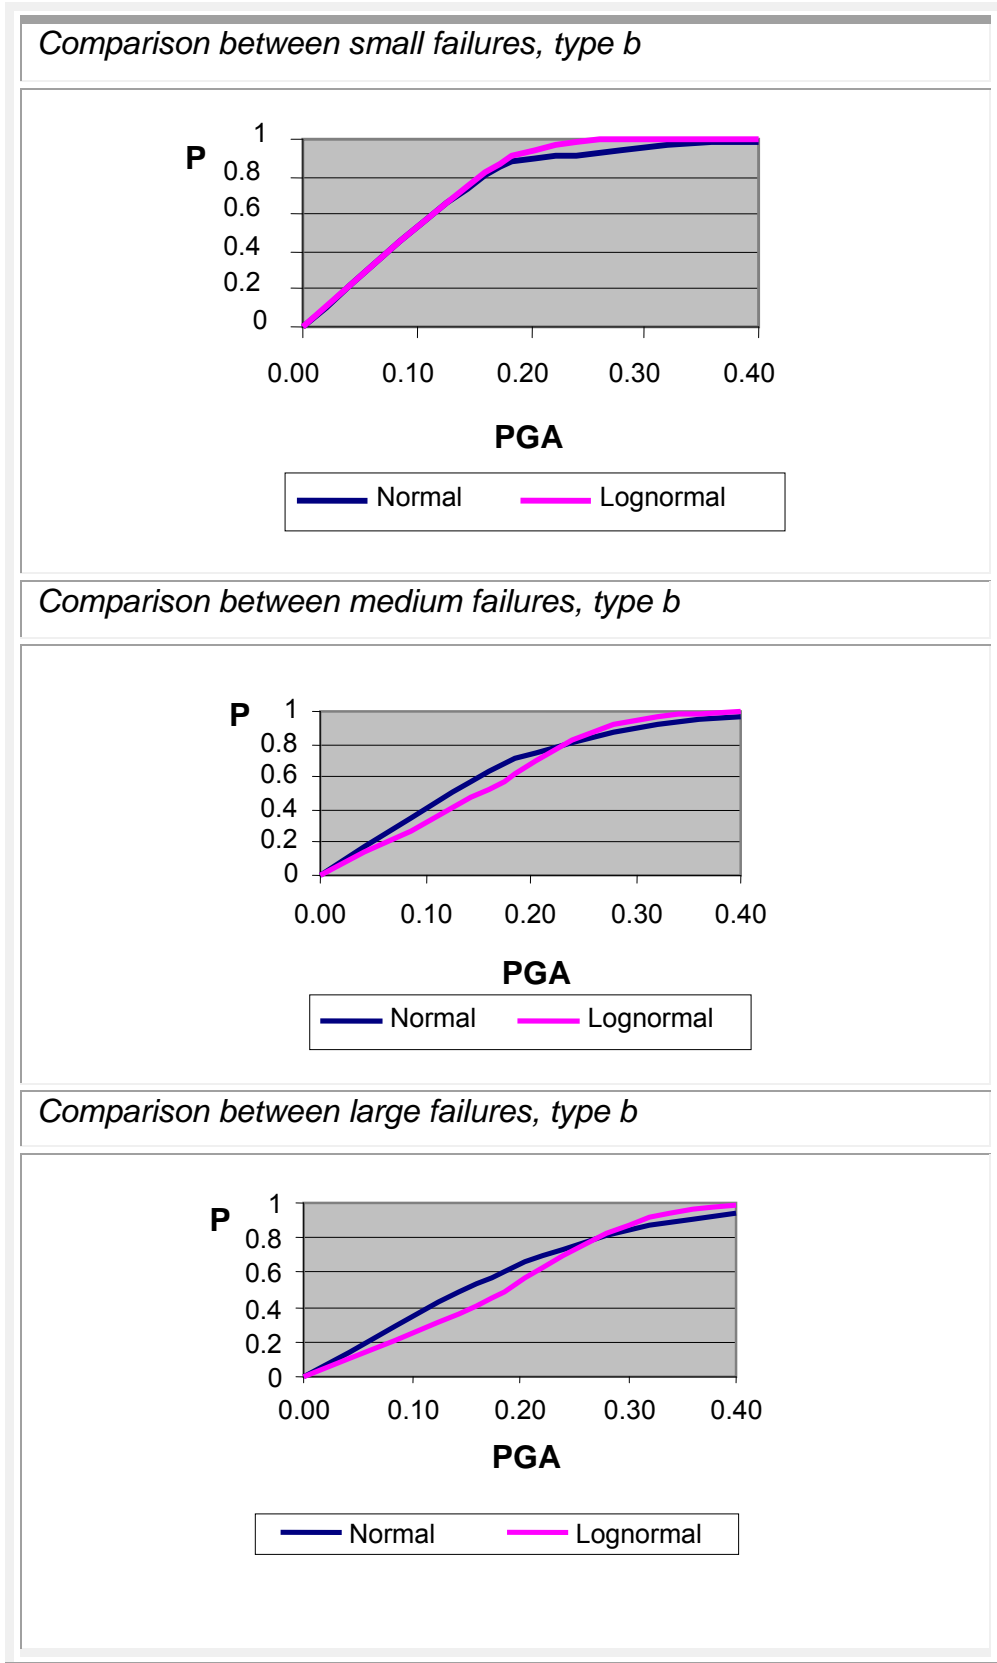 Comparison between small failures, type b
P
1
0.8
0.6
0.4
0.2
0
0.00 0.10 0.20 0.30 0.40
PGA
Normal Lognormal
Comparison between medium failures, type b
P
1
0.8
0.6
0.4
0.2
0
0.00 0.10 0.20 0.30 0.40
PGA
Normal Lognormal
Comparison between large failures, type b
P
1
0.8
0.6
0.4
0.2
0
0.00 0.10 0.20 0.30 0.40
PGA
Normal Lognormal